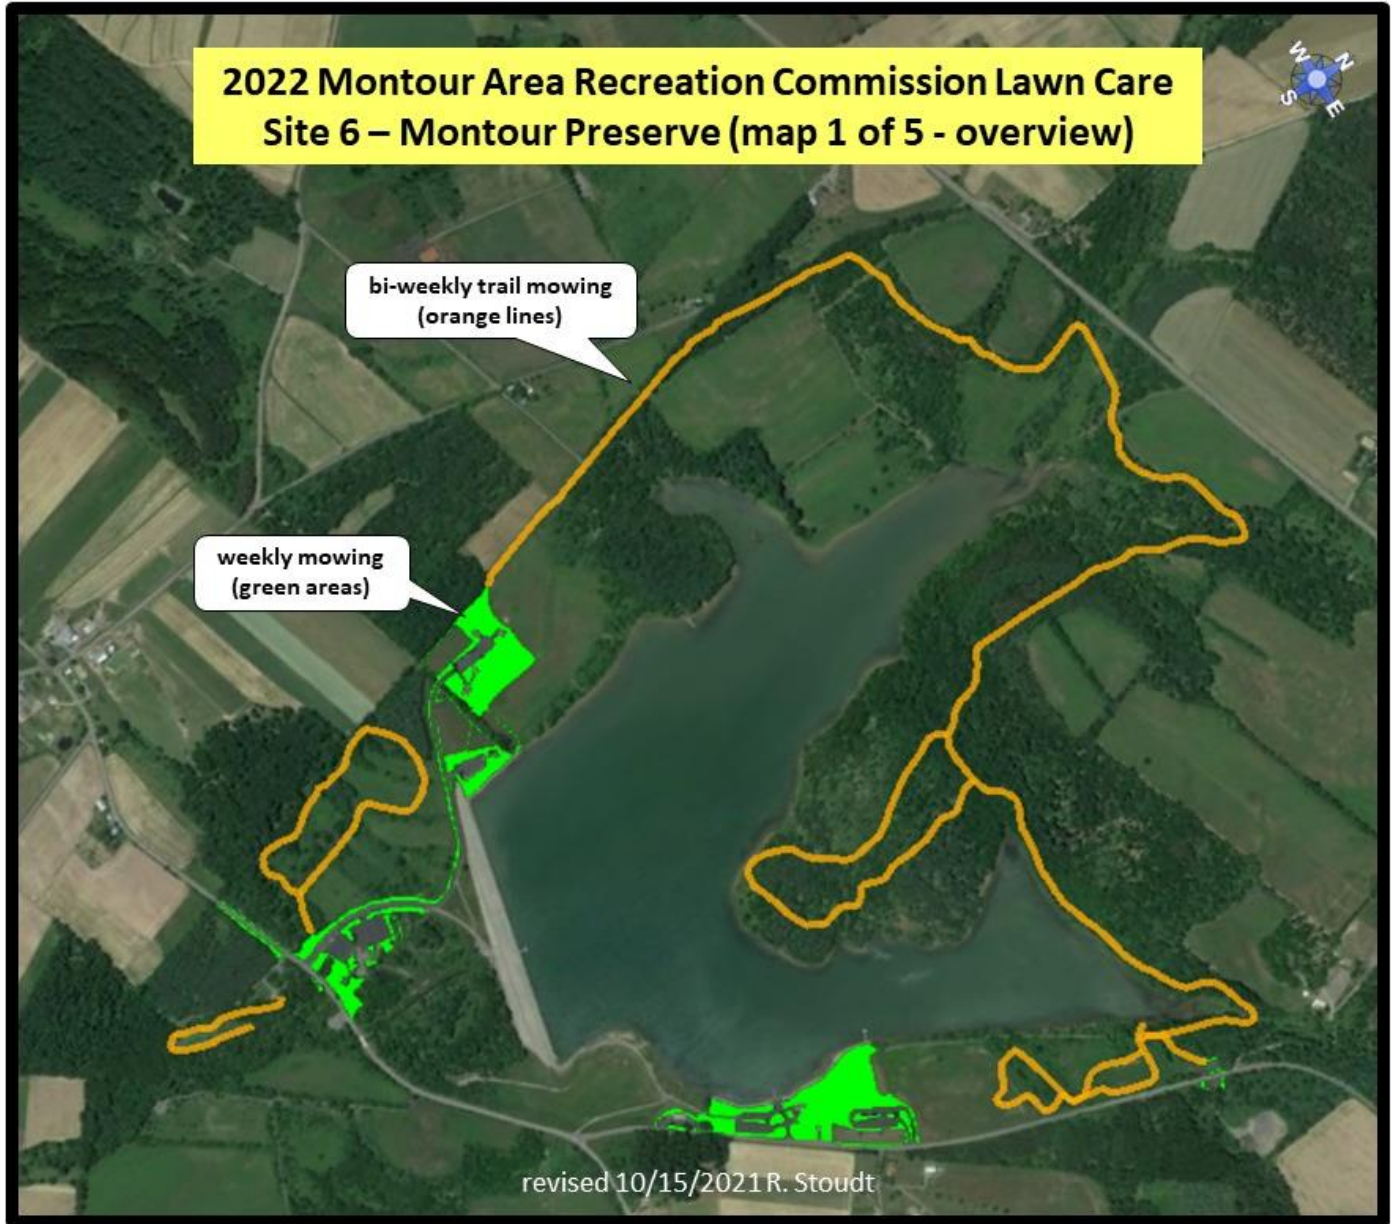 2022 Montour Area Recreation Commission Lawn Care
Site 6 – Montour Preserve (map 1 of 5 - overview)
W
N
S
E
bi-weekly trail mowing
(orange lines)
weekly mowing
(green areas)
revised 10/15/2021 R. Stoudt